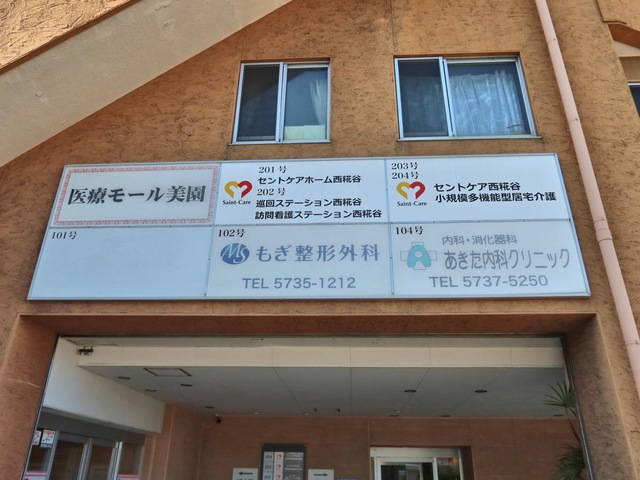 医療モール美園
201号
セントケアホーム西糀谷
202号
巡回ステーション西糀谷
訪問看護ステーション西糀谷
Saint-Care
203号
204号
セントケア西糀谷
小規模多機能型居宅介護
Saint-Care
101号
102号
MS もぎ整形外科
TEL 5735-1212
104号
内科・消化器科
あきた内科クリニック
TEL 5737-5250